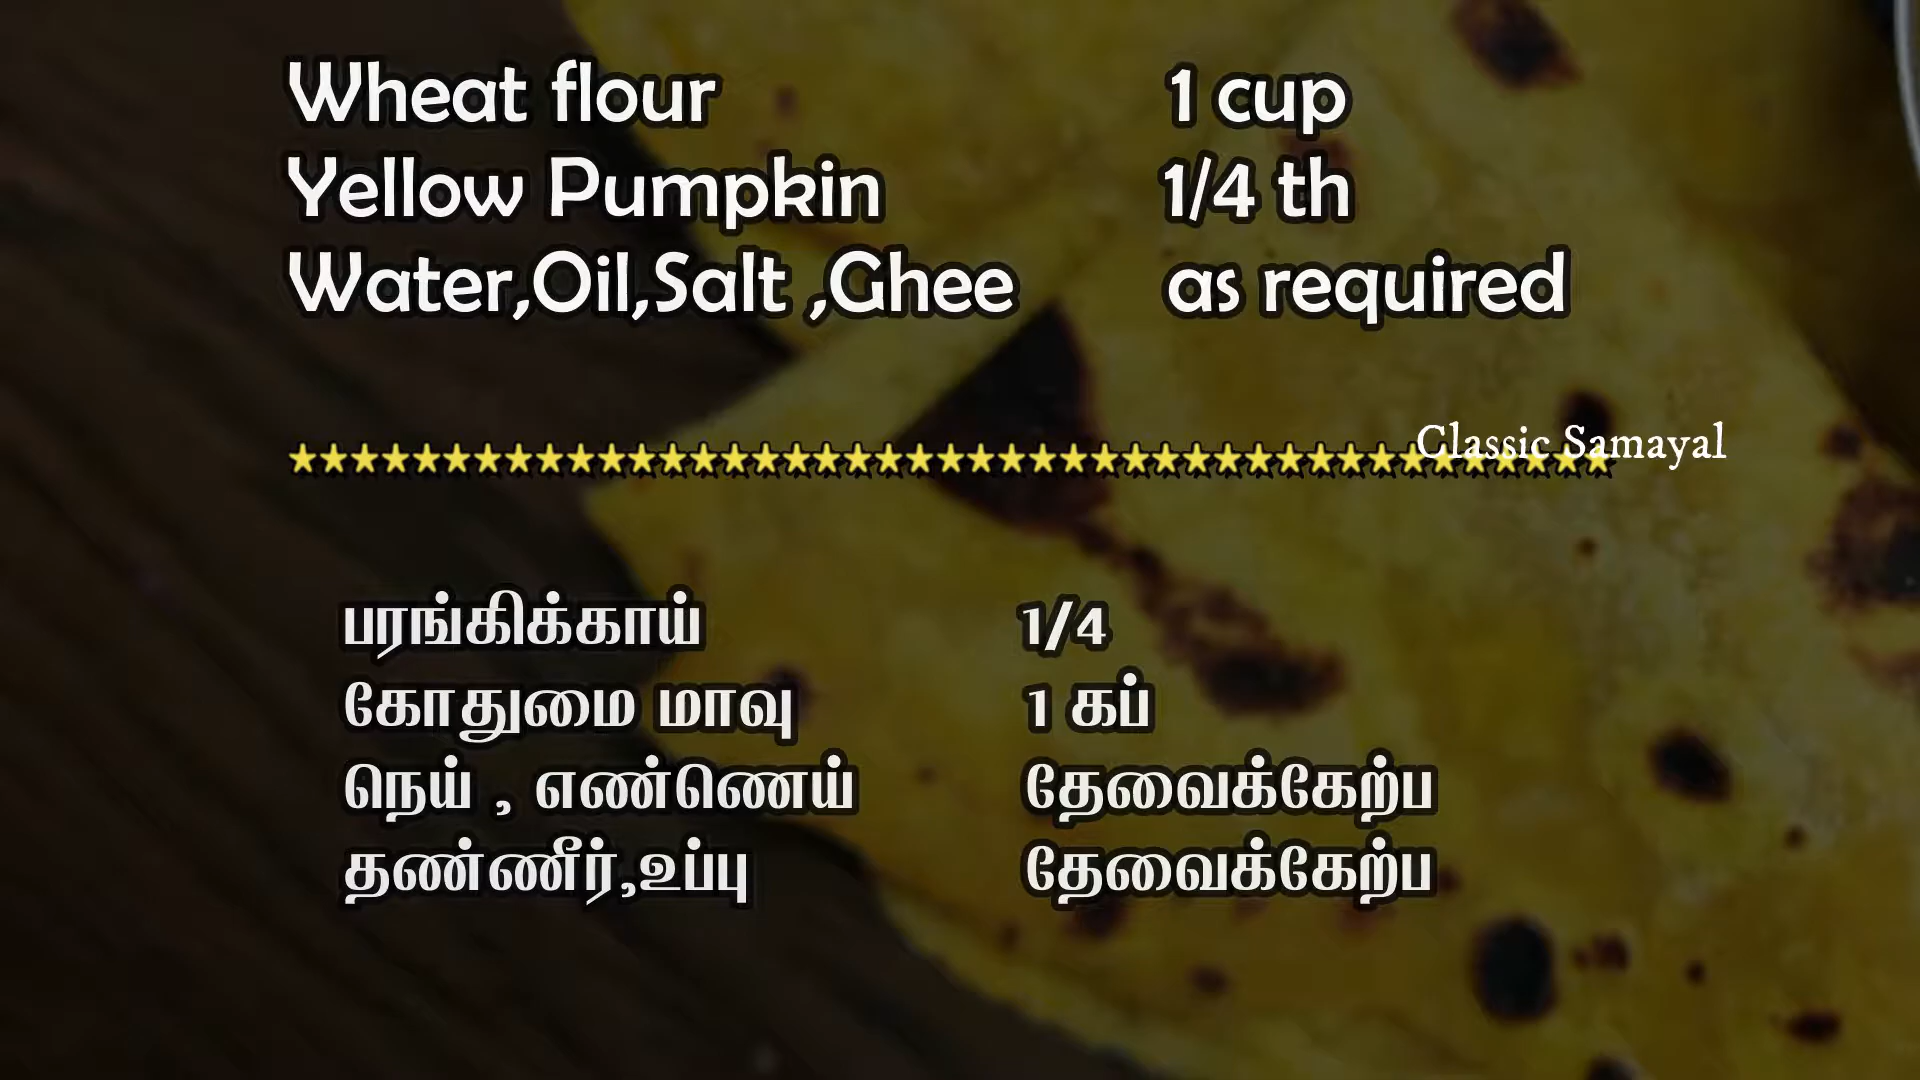 Wheat flour 1 cup
Yellow Pumpkin 1/4 th
Water,Oil,Salt ,Ghee as required
Classic Samayal
பரங்கிக்காய் 1/4
கோதுமை மாவு 1 கப்
நெய் , எண்ணெய் தேவைக்கேற்ப
தண்ணீர்,உப்பு தேவைக்கேற்ப